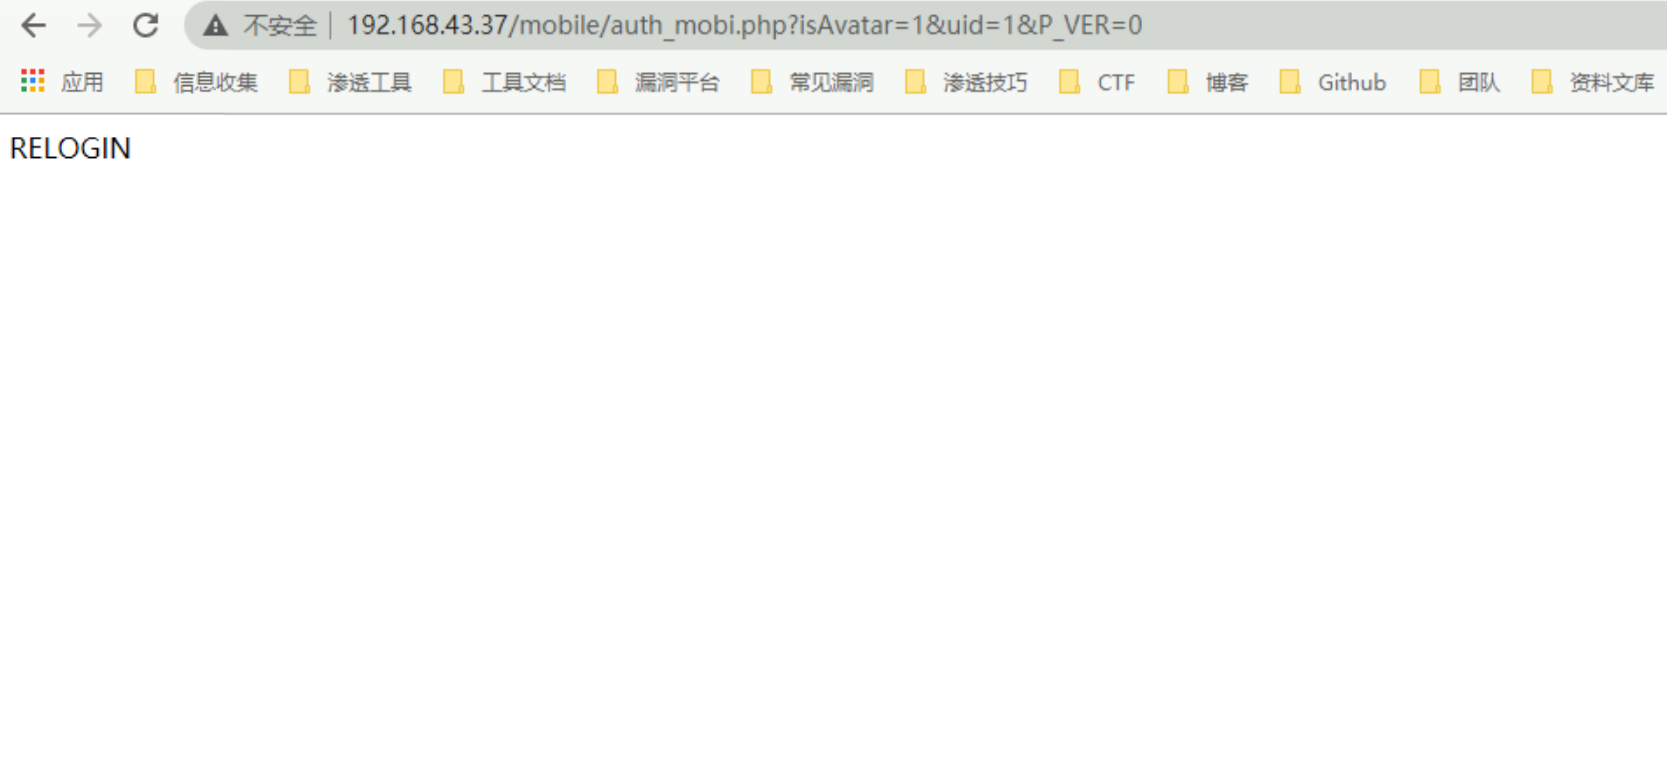 不安全 192.168.43.37/mobile/auth_mobi.php?isAvatar=1&uid=1&P_VER=0
应用 信息收集 渗透工具 工具文档 漏洞平台 常见漏洞 渗透技巧 CTF 博客 Github 团队 资料文库
RELOGIN